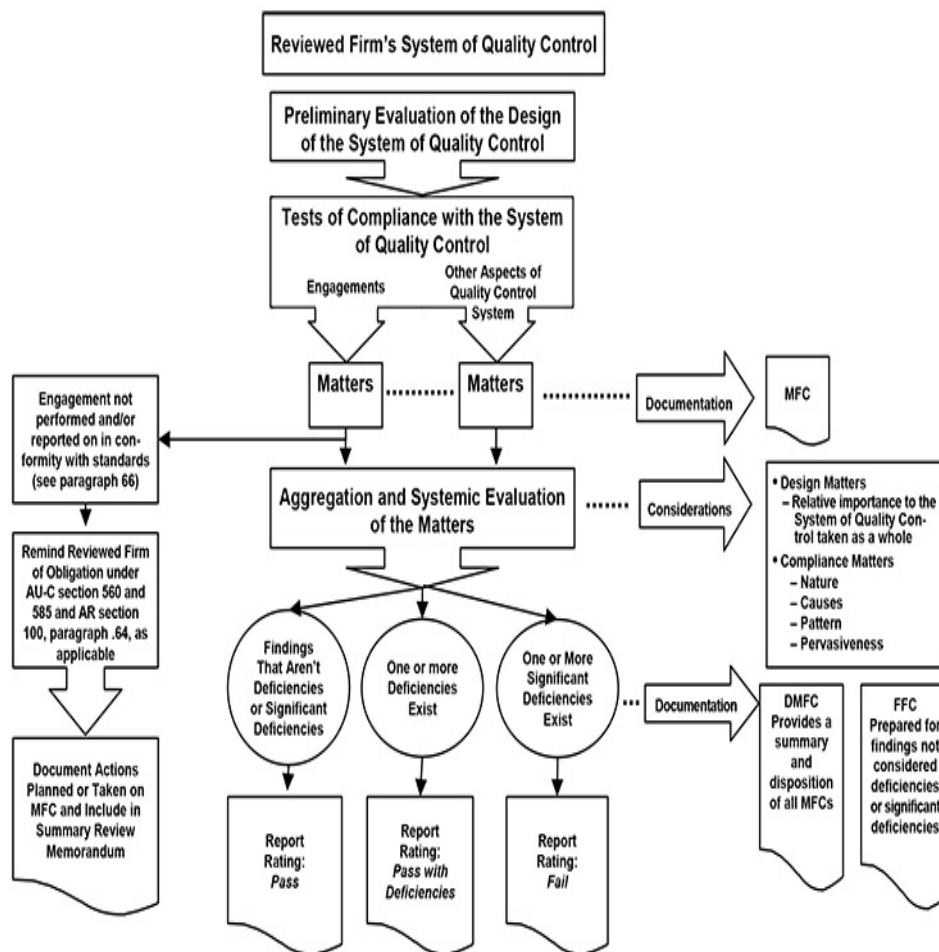 Reviewed Firm's System of Quality Control
Preliminary Evaluation of the Design
of the System of Quality Control
Tests of Compliance with the System
of Quality Control
Engagements
Other Aspects of
Quality Control
System
Matters
Matters
Documentation
MFC
Engagement not
performed and/or
reported on in con-
formity with standards
(see paragraph 66)
Aggregation and Systemic Evaluation
of the Matters
Considerations
• Design Matters
– Relative importance to the
System of Quality Con-
trol taken as a whole
• Compliance Matters
– Nature
– Causes
– Pattern
– Pervasiveness
Remind Reviewed Firm
of Obligation under
AU-C section 560 and
585 and AR section
100, paragraph .64, as
applicable
Findings
That Aren't
Deficiencies
or Significant
Deficiencies
One or more
Deficiencies
Exist
One or More
Significant
Deficiencies
Exist
Documentation
DMFC
Provides a
summary
and
disposition
of all MFCs
FFC
Prepared for
findings not
considered
deficiencies
or significant
deficiencies
Document Actions
Planned or Taken on
MFC and Include in
Summary Review
Memorandum
Report
Rating:
Pass
Report
Rating:
Pass with
Deficiencies
Report
Rating:
Fail